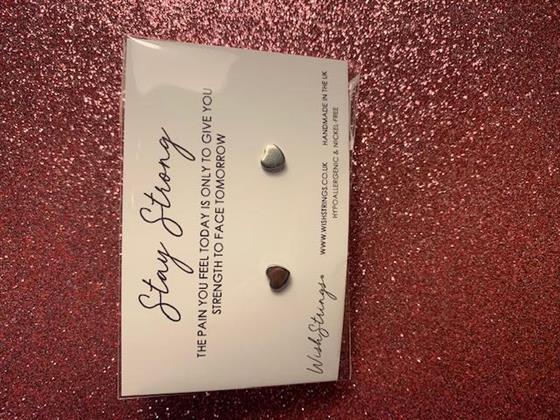 Stay Strong
THE PAIN YOU FEEL TODAY IS ONLY TO GIVE YOU
STRENGTH TO FACE TOMORROW
WishStrings
WWW.WISHSTRINGS.CO.UK HANDMADE IN THE UK
HYPOALLERGENIC & NICKEL-FREE